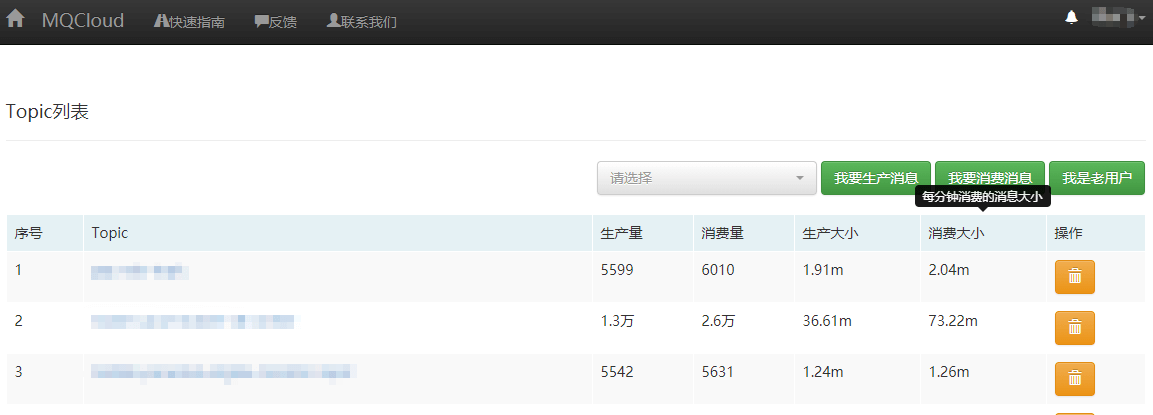 MQCloud 快速指南 反馈 联系我们
Topic列表
请选择 我要生产消息 我要消费消息 我是老用户
每分钟消费的消息大小
序号 Topic 生产量 消费量 生产大小 消费大小 操作
1 5599 6010 1.91m 2.04m
2 1.3万 2.6万 36.61m 73.22m
3 5542 5631 1.24m 1.26m